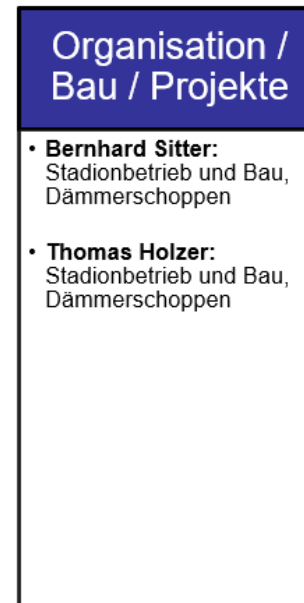 Organisation /
Bau / Projekte
• Bernhard Sitter:
Stadionbetrieb und Bau,
Dämmerschoppen
• Thomas Holzer:
Stadionbetrieb und Bau,
Dämmerschoppen